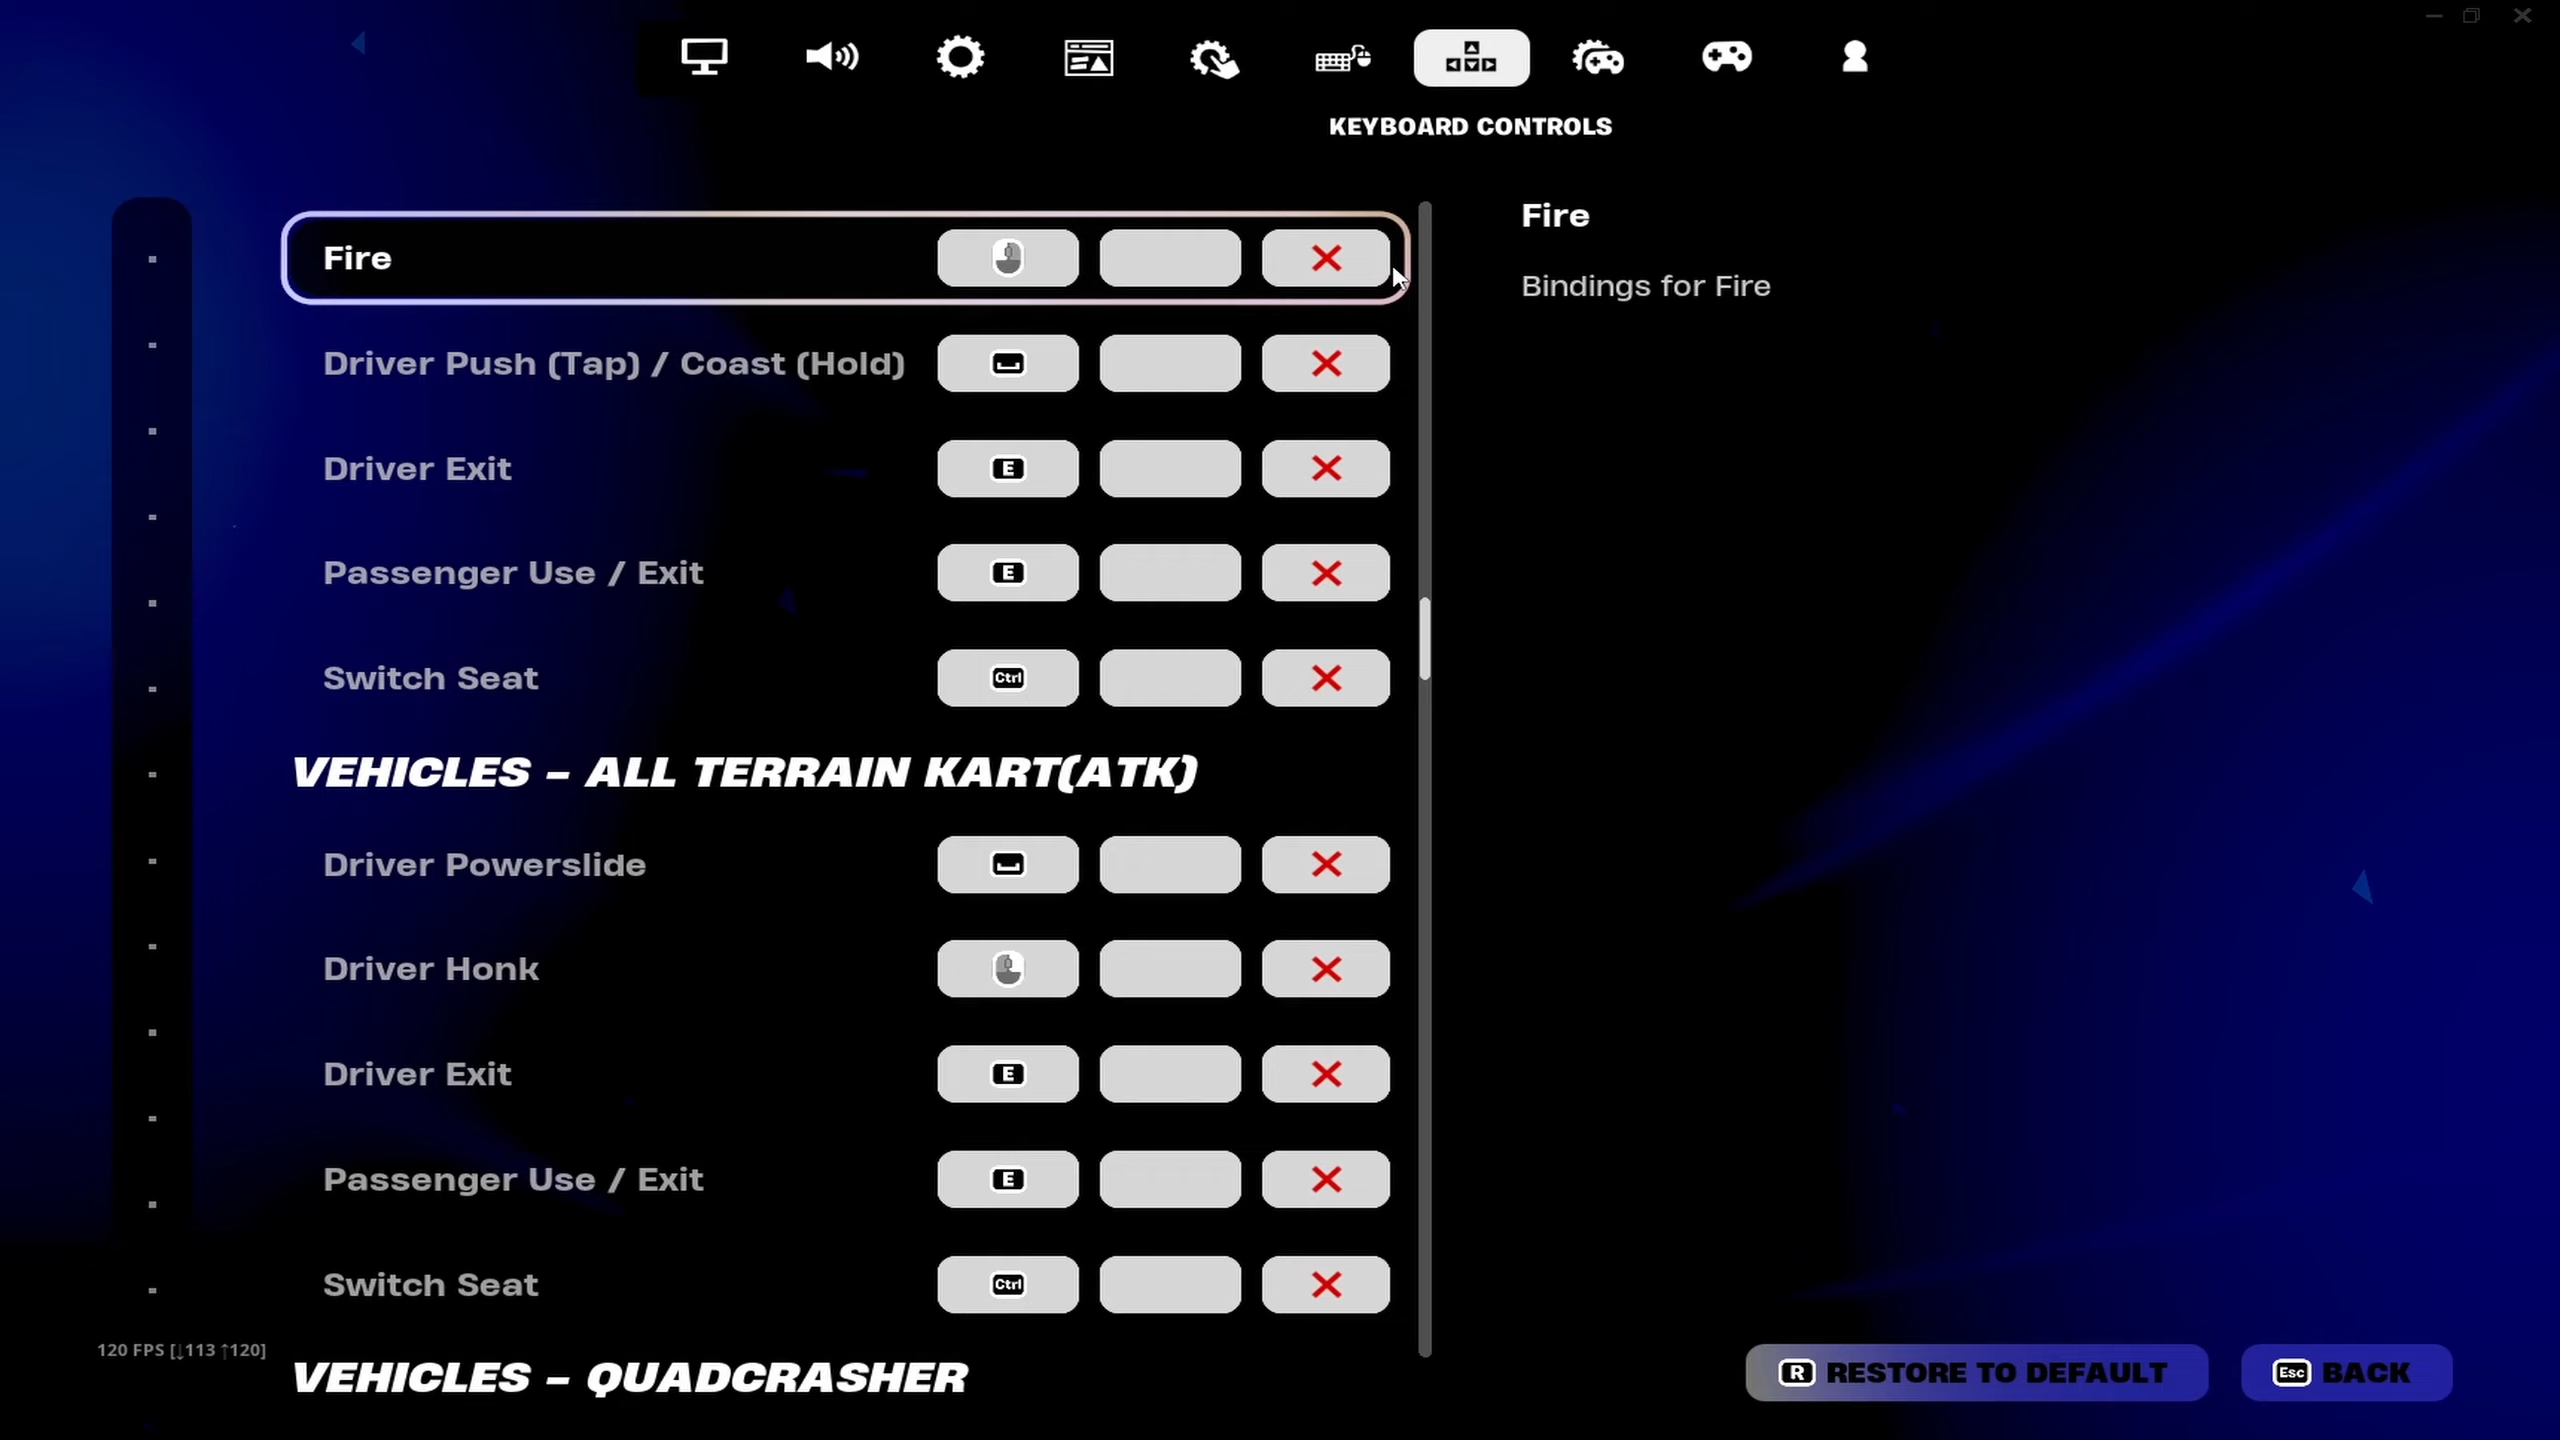 KEYBOARD CONTROLS
Fire
Fire
Bindings for Fire
Driver Push (Tap) / Coast (Hold)
Driver Exit
E
Passenger Use / Exit
E
Switch Seat
Ctrl
VEHICLES - ALL TERRAIN KART(ATK)
Driver Powerslide
Driver Honk
Driver Exit
E
Passenger Use / Exit
E
Switch Seat
Ctrl
120 FPS [↓113 ↑120]
VEHICLES - QUADCRASHER
R RESTORE TO DEFAULT
Esc BACK